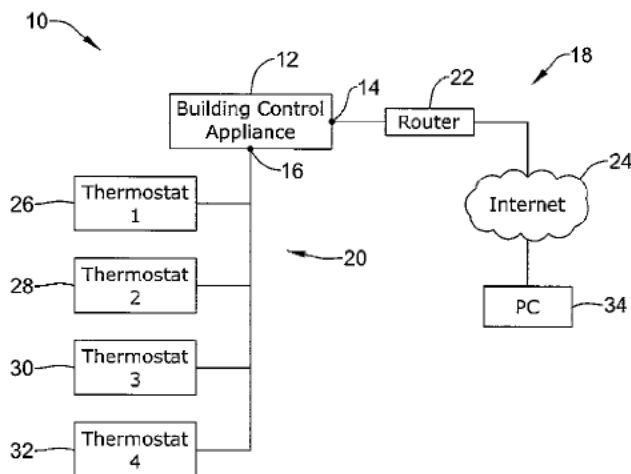 10
12
18
14
22
Building Control
Appliance
Router
16
24
26
Thermostat
1
Internet
20
28
Thermostat
2
PC
34
30
Thermostat
3
32
Thermostat
4